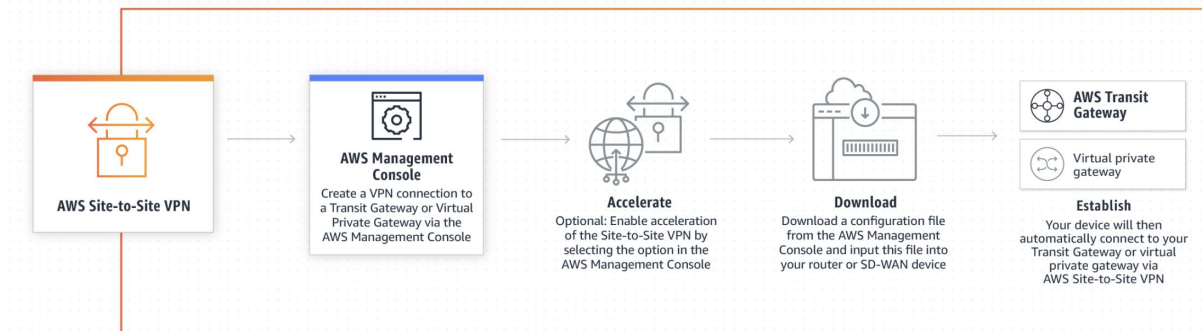 AWS Site-to-Site VPN
AWS Management
Console
Create a VPN connection to
a Transit Gateway or Virtual
Private Gateway via the
AWS Management Console
Accelerate
Optional: Enable acceleration
of the Site-to-Site VPN by
selecting the option in the
AWS Management Console
Download
Download a configuration file
from the AWS Management
Console and input this file into
your router or SD-WAN device
AWS Transit
Gateway
Virtual private
gateway
Establish
Your device will then
automatically connect to your
Transit Gateway or virtual
private gateway via
AWS Site-to-Site VPN